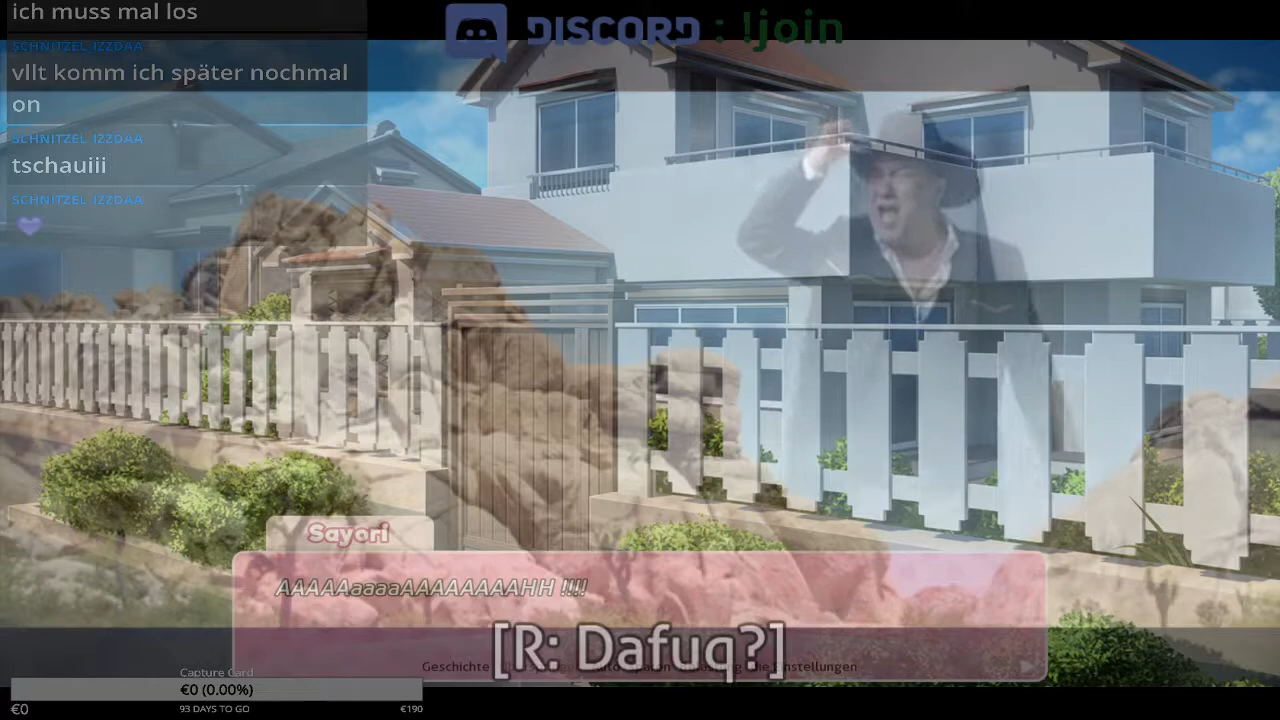 ich muss mal los
DISCORD : !join
SCHNITZEL_IZZDAA
vllt komm ich später nochmal
on
SCHNITZEL_IZZDAA
tschauiii
SCHNITZEL_IZZDAA
Sayori
AAAAAaaaaAAAAAAAAHH !!!!
[R: Dafuq?]
Geschichte Einstellungen
Capture Card
€0 (0.00%)
€0 93 DAYS TO GO €190